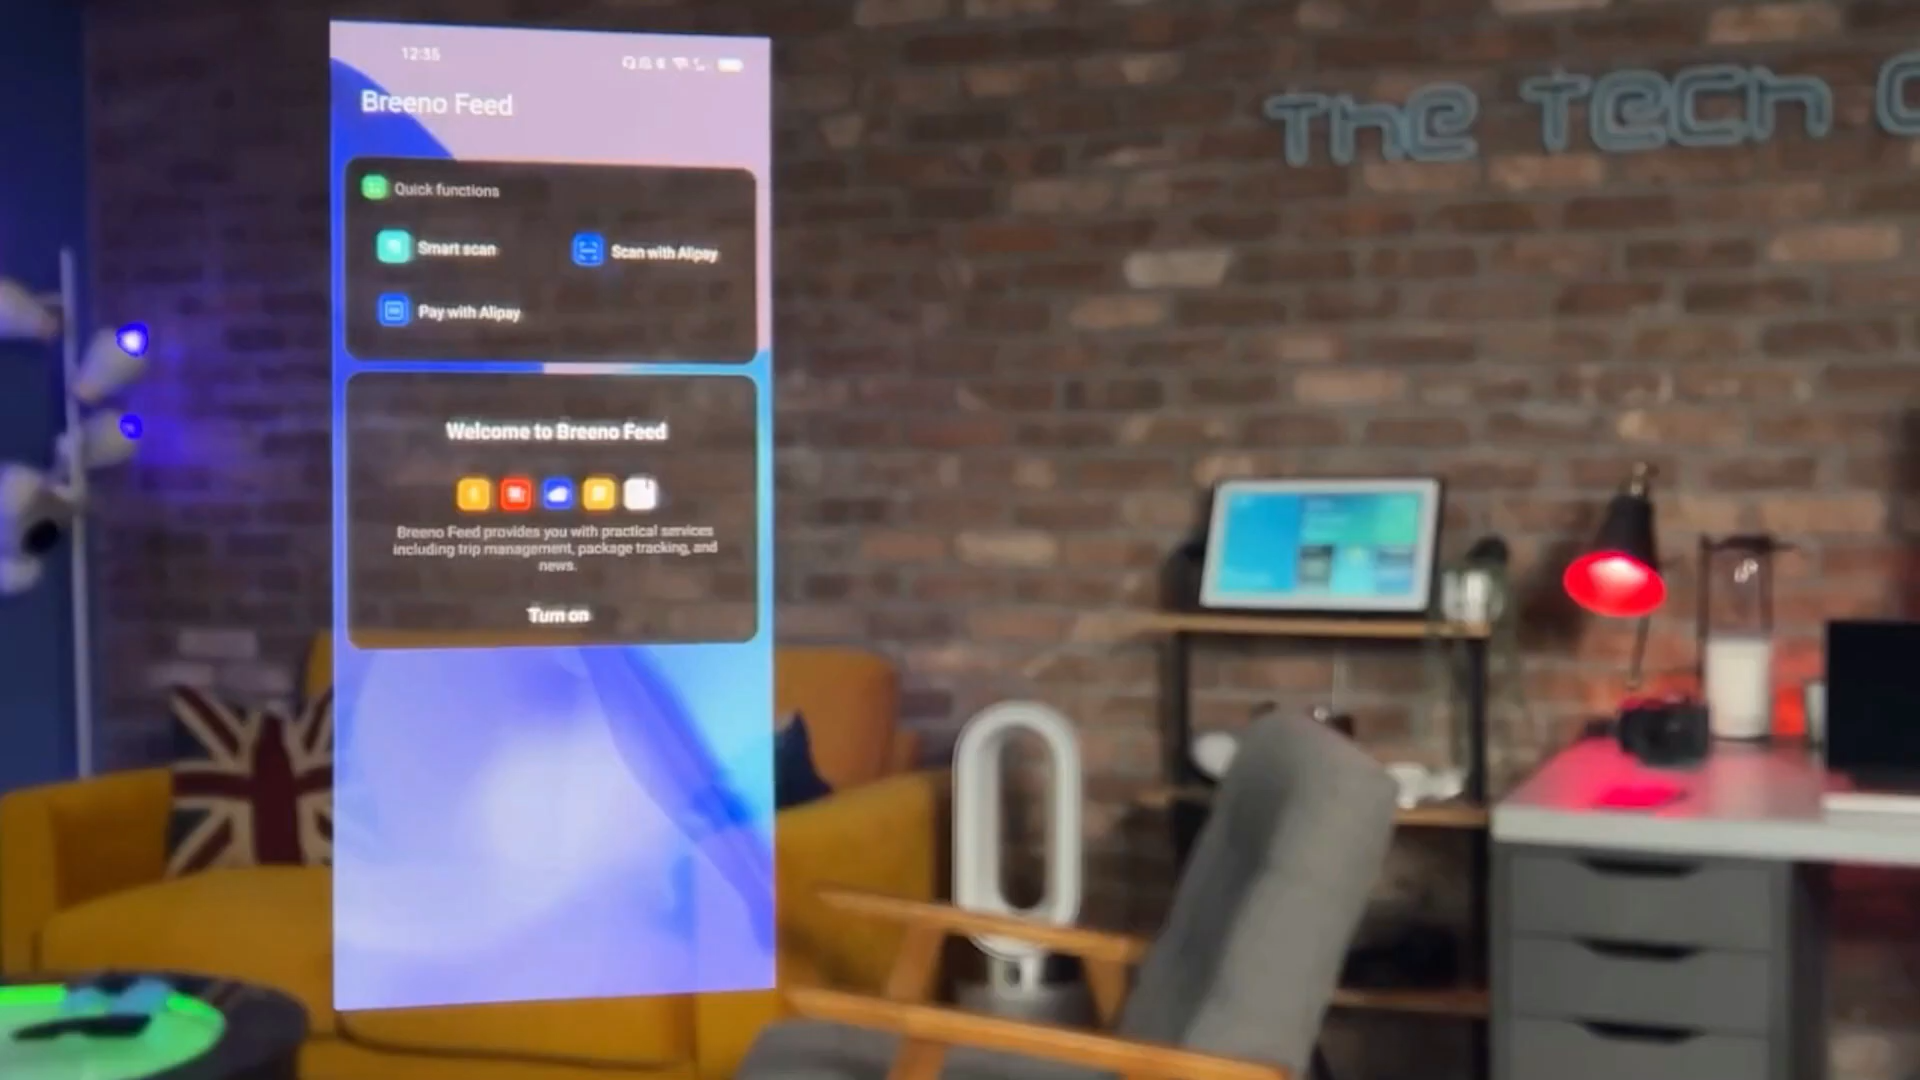 12:35
Breeno Feed
Quick functions
Smart scan
Scan with Alipay
Pay with Alipay
Welcome to Breeno Feed
Breeno Feed provides you with practical services
including trip management, package tracking, and
news.
Turn on
The Tech